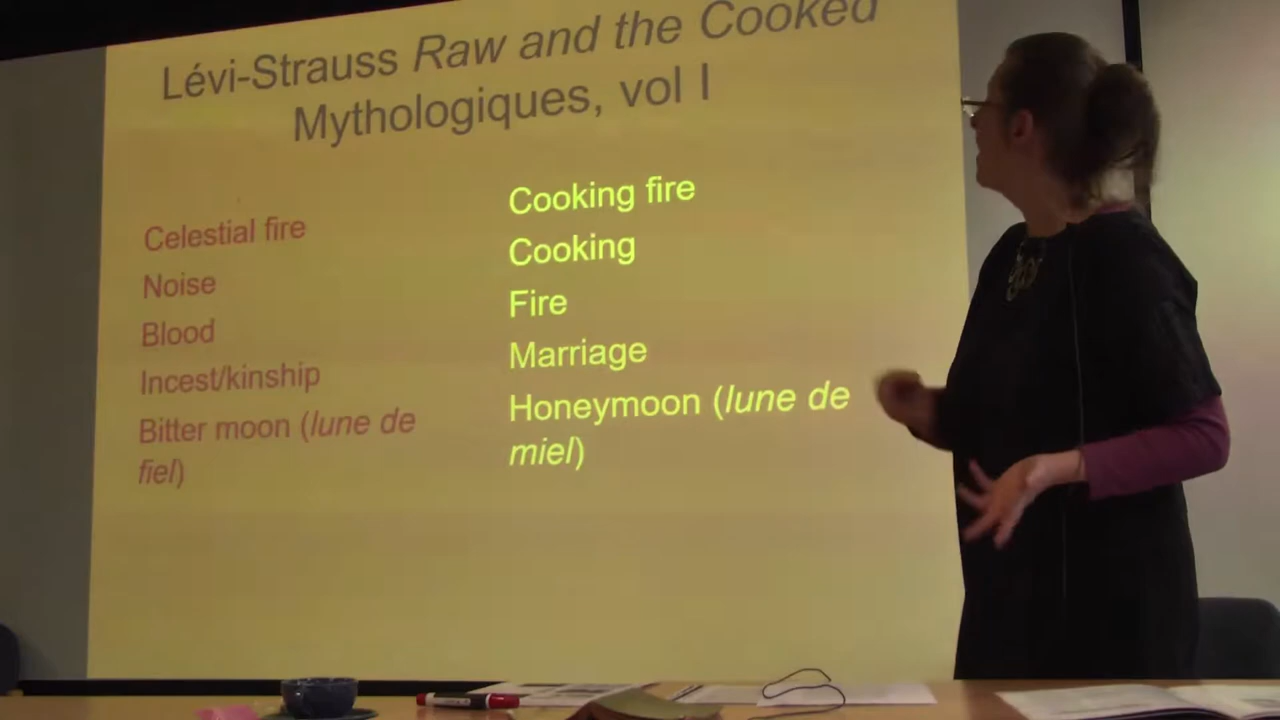 Lévi-Strauss Raw and the Cooked
Mythologiques, vol I
Celestial fire
Noise
Blood
Incest/kinship
Bitter moon (lune de
fiel)
Cooking fire
Cooking
Fire
Marriage
Honeymoon (lune de
miel)